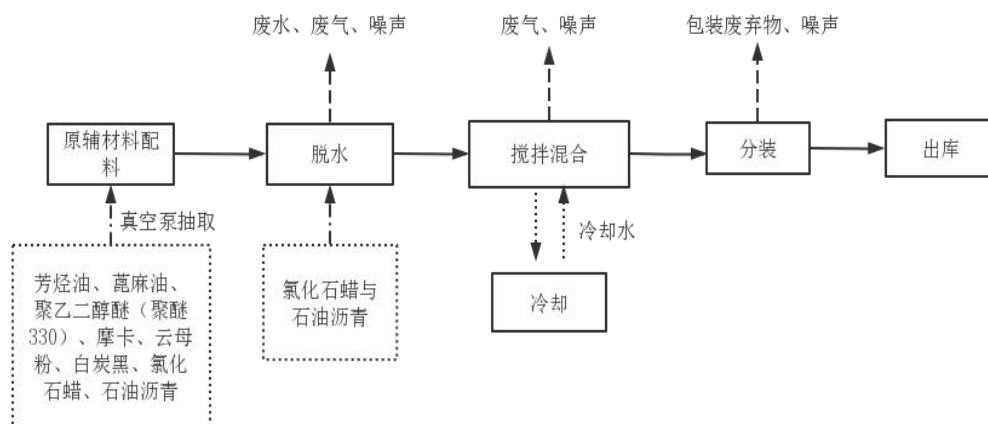 废水、废气、噪声
废气、噪声
包装废弃物、噪声
原辅材料配
料
脱水
搅拌混合
分装
出库
真空泵抽取
冷却水
芳烃油、蓖麻油、
聚乙二醇醚（聚醚
330）、摩卡、云母
粉、白炭黑、氯化
石蜡、石油沥青
氯化石蜡与
石油沥青
冷却